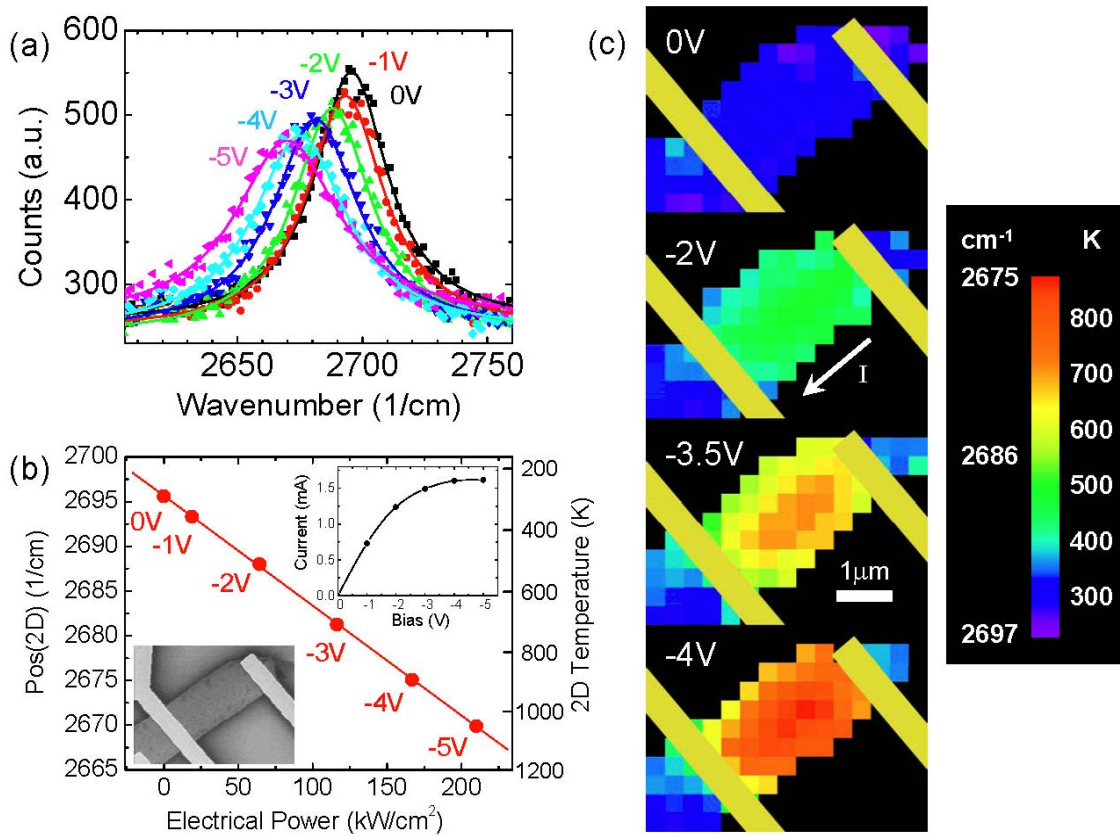 (a)
600
500
400
300
Counts (a.u.)
-2V
-1V
-3V
0V
-4V
-5V
2650 2700 2750
Wavenumber (1/cm)
(b)
2700
2695
2690
2685
2680
2675
2670
2665
Pos(2D) (1/cm)
0V
-1V
-2V
-3V
-4V
-5V
1.5
1.0
0.5
0.0
Current (mA)
0 -1 -2 -3 -4 -5
Bias (V)
200
400
600
800
1000
1200
2D Temperature (K)
0 50 100 150 200
Electrical Power (kW/cm²)
(c)
0V
-2V
I
-3.5V
1μm
-4V
cm⁻¹ K
2675
800
700
2686
600
500
400
300
2697